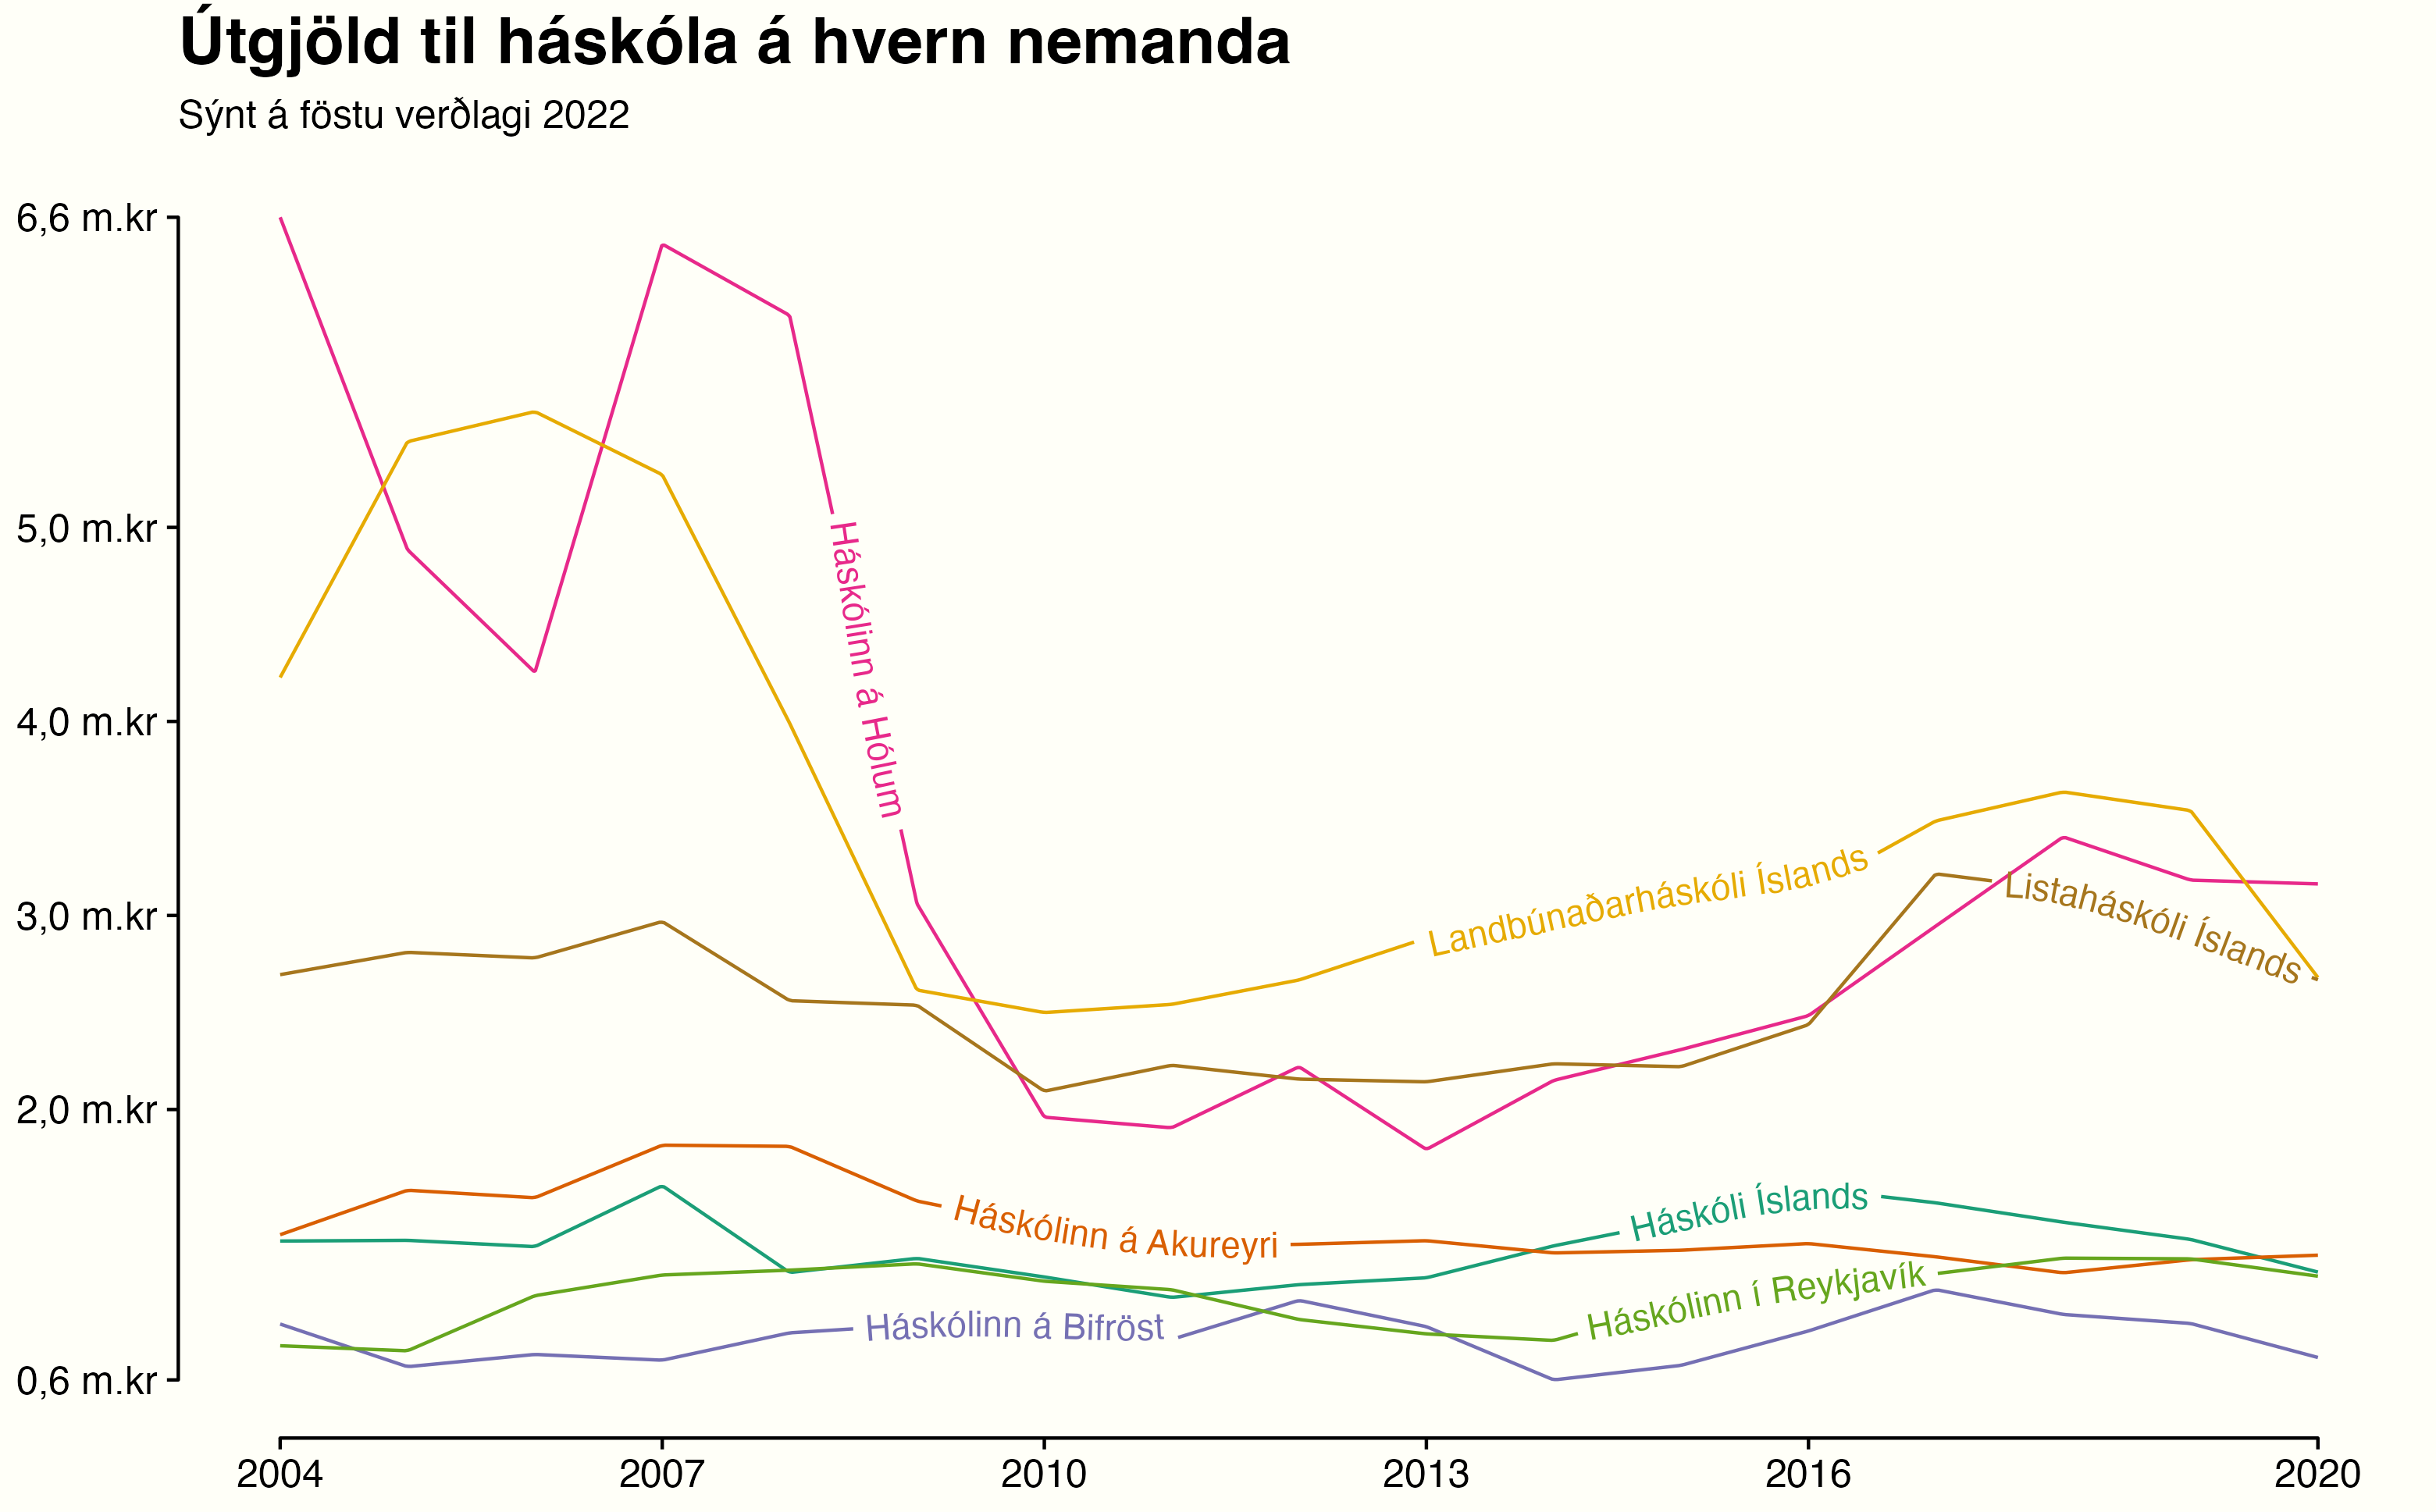 Útgjöld til háskóla á hvern nemanda
Sýnt á föstu verðlagi 2022
6,6 m.kr
5,0 m.kr
4,0 m.kr
3,0 m.kr
2,0 m.kr
0,6 m.kr
Háskólinn á Hólum
Landbúnaðarháskóli Íslands
Listaháskóli Íslands
Háskólinn á Akureyri
Háskóli Íslands
Háskólinn á Bifröst
Háskólinn í Reykjavík
2004
2007
2010
2013
2016
2020